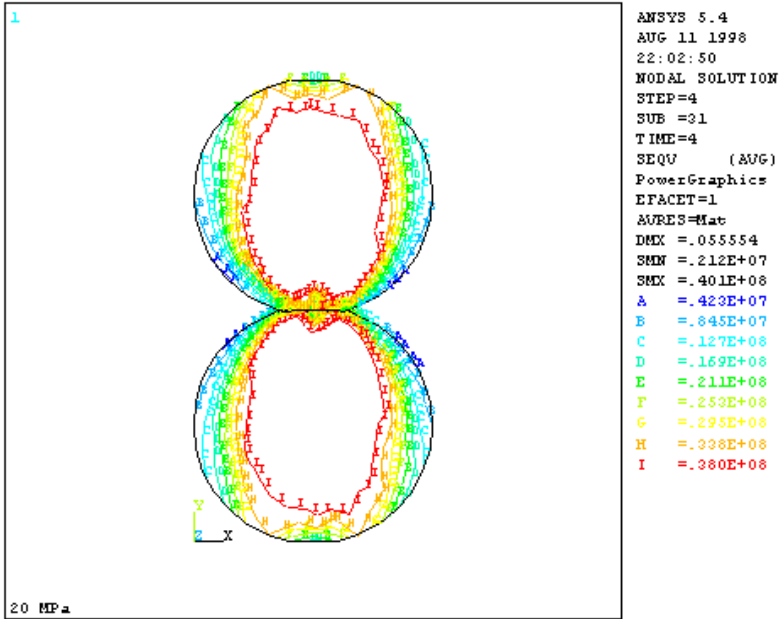 1
ANSYS 5.4
AUG 11 1998
22:02:50
NODAL SOLUTION
STEP=4
SUB =31
TIME=4
SEQV (AVG)
PowerGraphics
EFACET=1
AVRES=Mat
DMX =.055554
SMN =.212E+07
SMX =.401E+08
A =.423E+07
B =.845E+07
C =.127E+08
D =.169E+08
E =.211E+08
F =.253E+08
G =.295E+08
H =.338E+08
I =.380E+08
Y
Z X
20 MPa